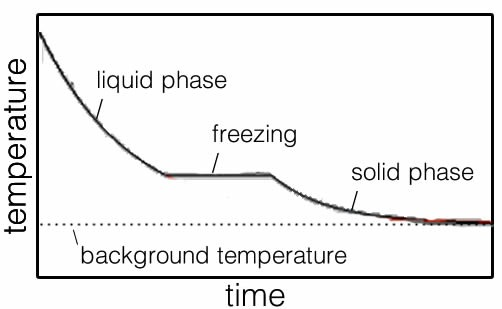 temperature
liquid phase
freezing
solid phase
background temperature
time